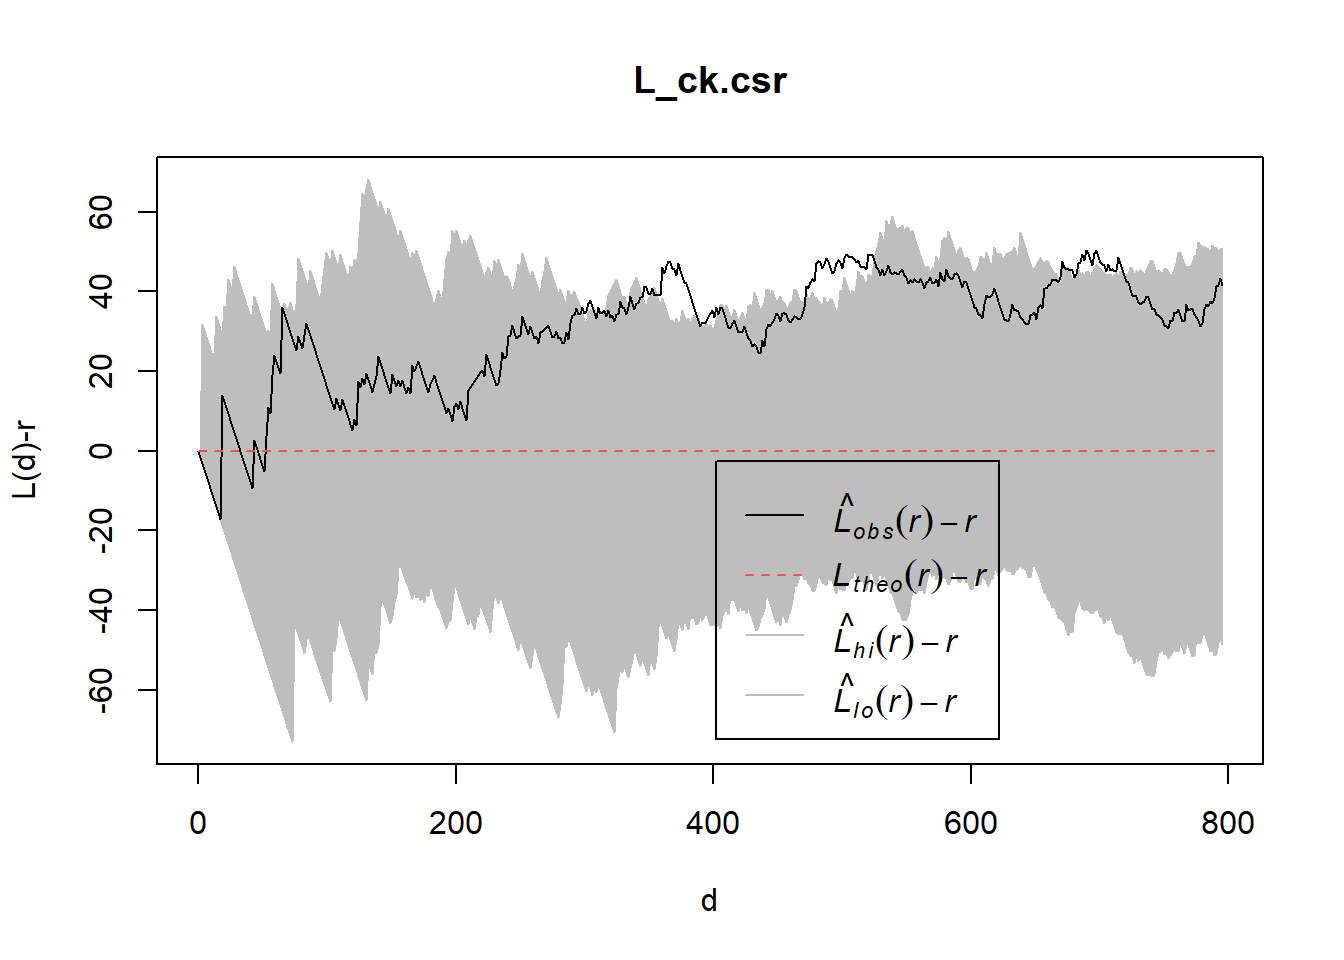 L_ck.csr
L(d)-r
60
40
20
0
-20
-40
-60
L̂obs(r) − r
Ltheo(r) − r
L̂hi(r) − r
L̂lo(r) − r
0 200 400 600 800
d